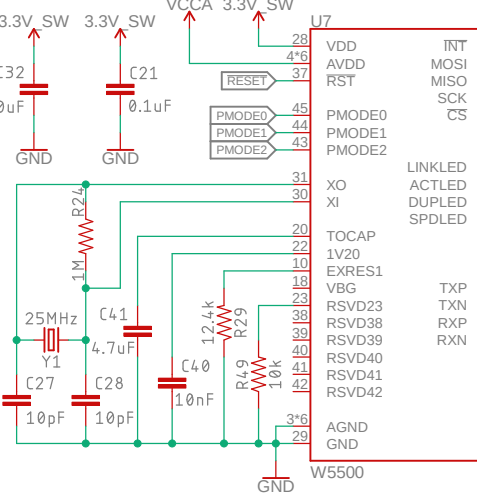 VCCA 3.3V_SW
3.3V_SW 3.3V_SW
U7
28 VDD INT
4*6 AVDD MOSI
RESET 37 RST MISO
SCK
C32 C21
0uF 0.1uF
CS
PMODE0 45 PMODE0
PMODE1 44 PMODE1
PMODE2 43 PMODE2
GND GND
LINKLED
31 XO ACTLED
30 XI DUPLED
SPDLED
R24
1M
20 TOCAP
22 1V20
10 EXRES1
18 VBG TXP
23 RSVD23 TXN
38 RSVD38 RXP
39 RSVD39 RXN
40 RSVD40
41 RSVD41
42 RSVD42
25MHz
Y1
C41
4.7uF
12.4k
R29
C40
10nF
R49
10k
C27 C28
10pF 10pF
3*6 AGND
29 GND
GND
W5500